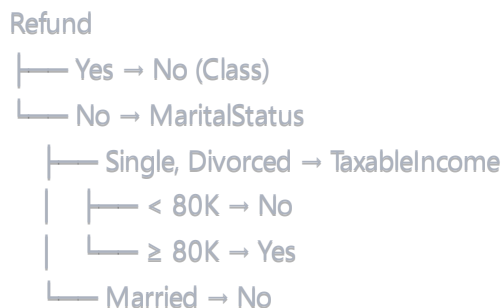 Refund
├── Yes → No (Class)
└── No → MaritalStatus
    ├── Single, Divorced → TaxableIncome
    │   ├── < 80K → No
    │   └── ≥ 80K → Yes
    └── Married → No